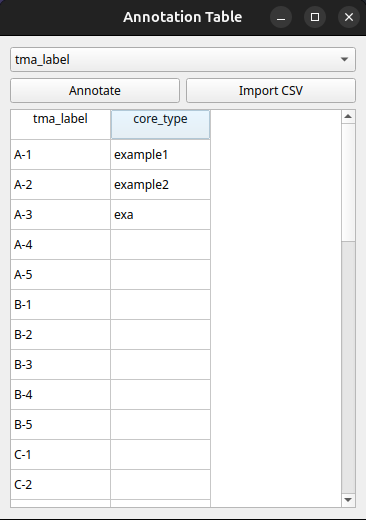 Annotation Table
tma_label
Annotate Import CSV
tma_label core_type
A-1 example1
A-2 example2
A-3 exa
A-4
A-5
B-1
B-2
B-3
B-4
B-5
C-1
C-2